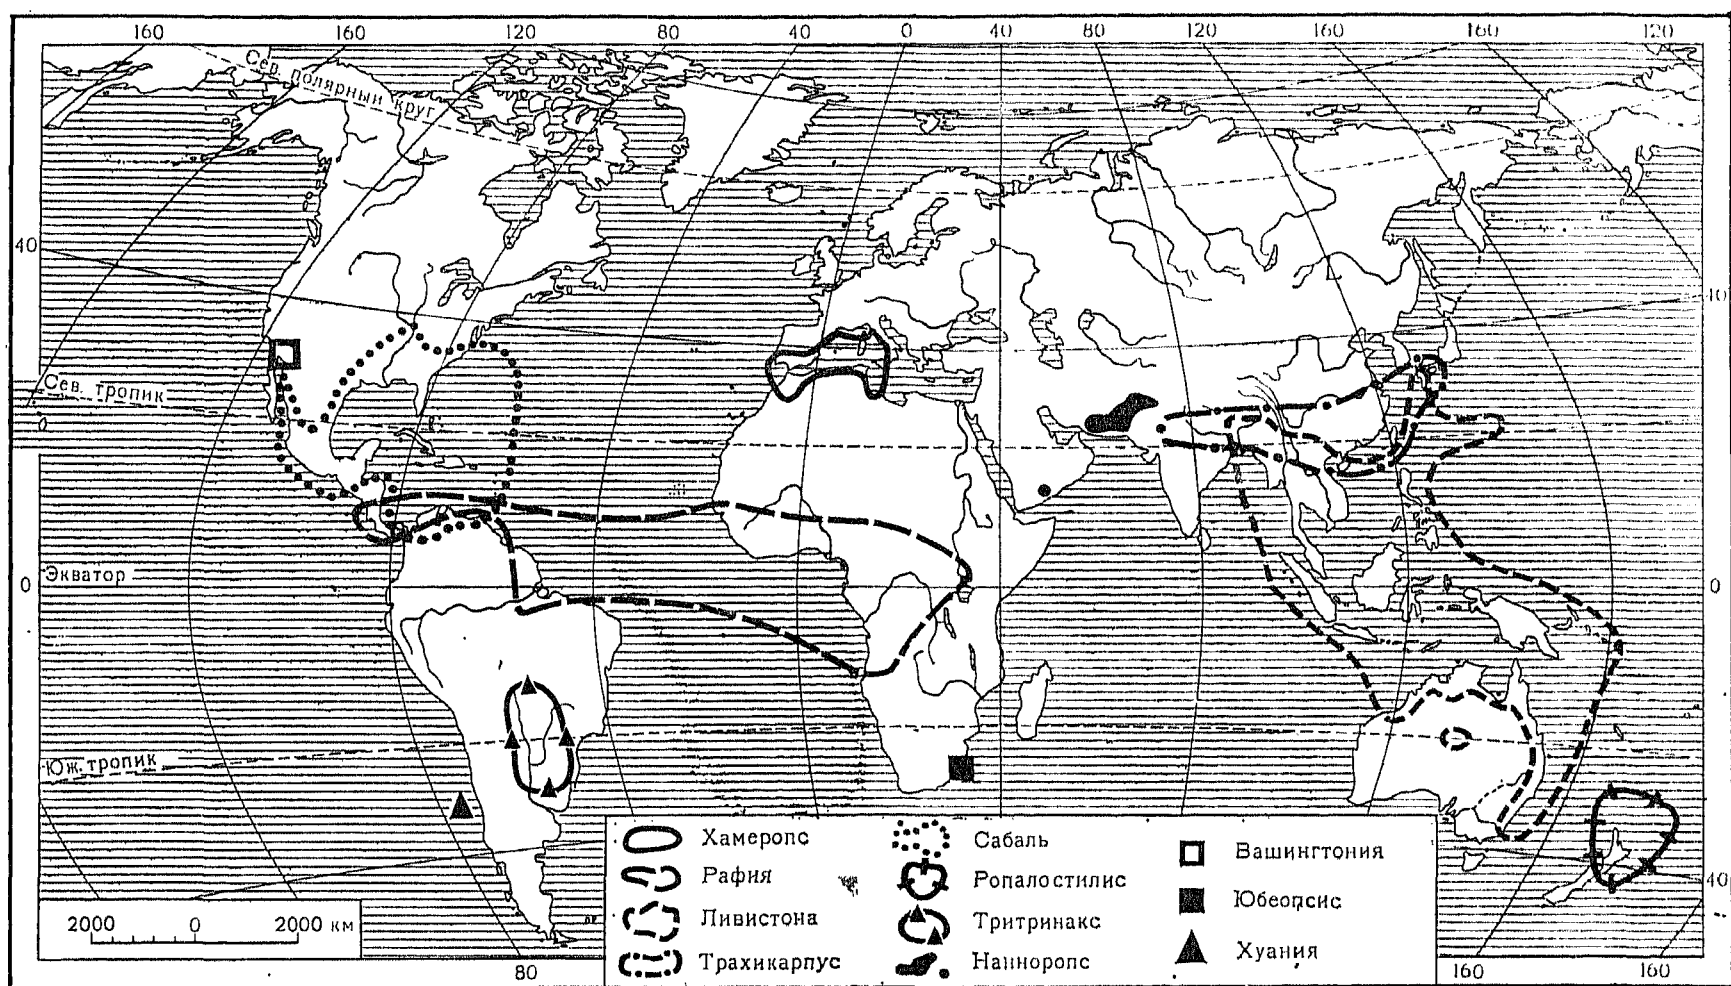 160 160 120 80 40 0 40 80 120 160 160 120
Сев. полярный круг
40
40
Сев. тропик
Экватор
0
0
Юж. тропик
40
2000 0 2000 км
80
160 160
Хамеропс
Рафия
Ливистона
Трахикарпус
Сабаль
Ропалостилис
Тритринакс
Нанноропс
Вашингтония
Юбеопсис
Хуания